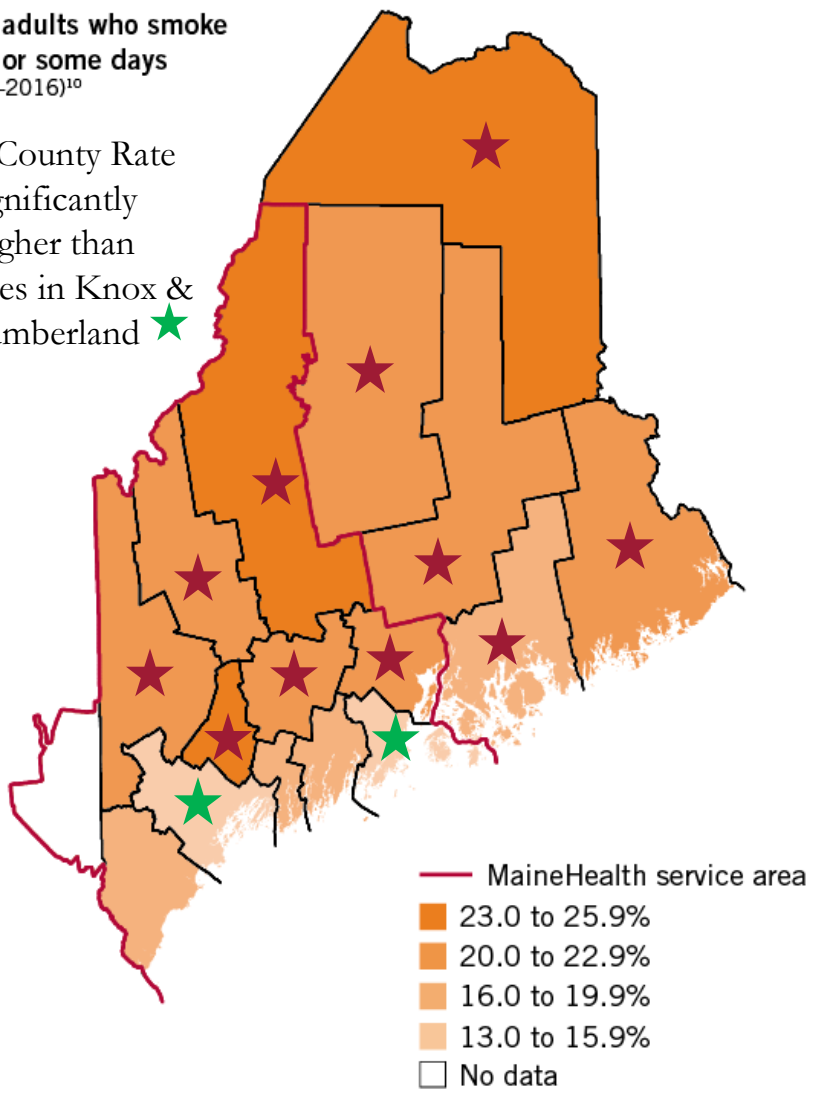 adults who smoke
or some days
-2016)¹⁰
County Rate
gnificantly
gher than
es in Knox &
umberland
MaineHealth service area
23.0 to 25.9%
20.0 to 22.9%
16.0 to 19.9%
13.0 to 15.9%
No data